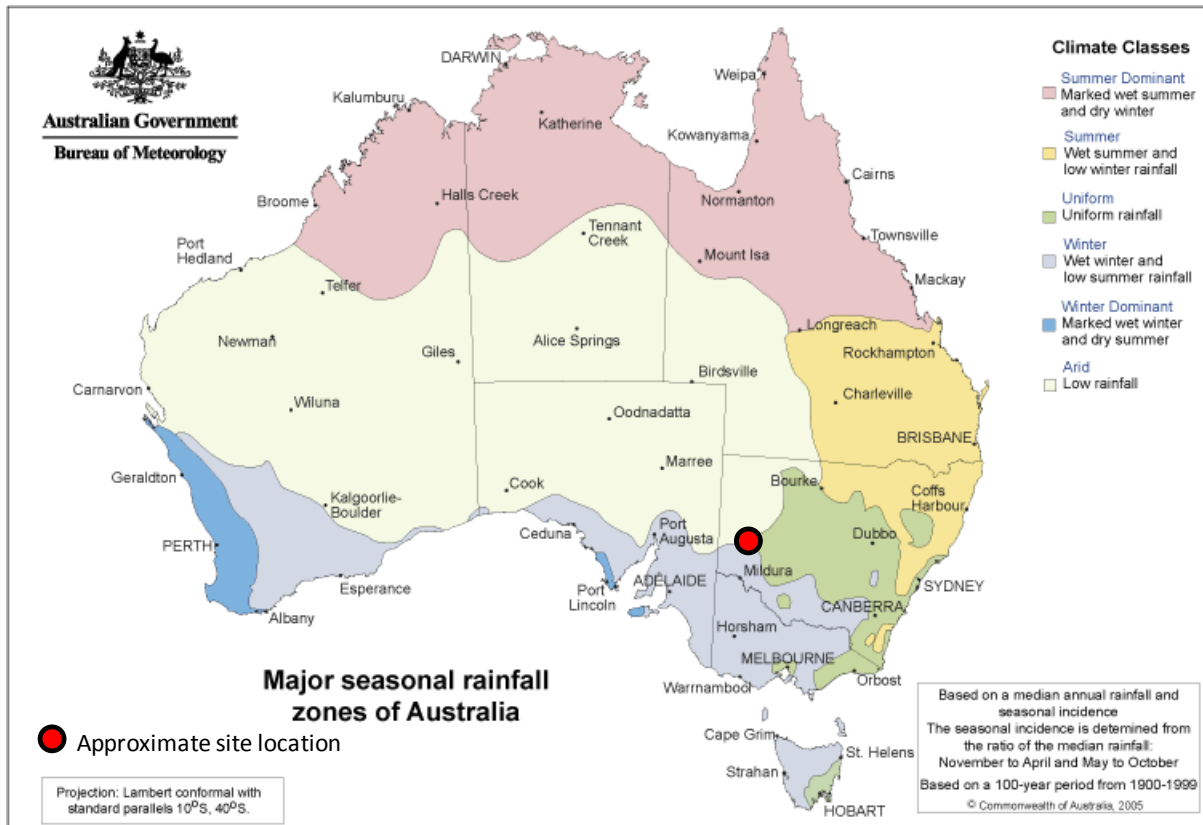 Australian Government
Bureau of Meteorology
DARWIN
Kalumburu
Katherine
Weipa
Kowanyama
Cairns
Broome
Halls Creek
Normanton
Townsville
Port
Hedland
Tennant
Creek
Mount Isa
Mackay
Telfer
Longreach
Rockhampton
Newman
Giles
Alice Springs
Birdsville
Charleville
Carnarvon
Wiluna
Oodnadatta
BRISBANE
Marree
Geraldton
Cook
Bourke
Coffs
Harbour
Kalgoorlie-
Boulder
Ceduna
Port
Augusta
Dubbo
PERTH
Mildura
Esperance
Port
Lincoln
ADELAIDE
SYDNEY
Albany
CANBERRA
Horsham
MELBOURNE
Orbost
Warrnambool
Cape Grim
St. Helens
Strahan
HOBART
Climate Classes
Summer Dominant
Marked wet summer
and dry winter
Summer
Wet summer and
low winter rainfall
Uniform
Uniform rainfall
Winter
Wet winter and
low summer rainfall
Winter Dominant
Marked wet winter
and dry summer
Arid
Low rainfall
Major seasonal rainfall
zones of Australia
Approximate site location
Projection: Lambert conformal with
standard parallels 10°S, 40°S.
Based on a median annual rainfall and
seasonal incidence
The seasonal incidence is detemined from
the ratio of the median rainfall:
November to April and May to October
Based on a 100-year period from 1900-1999
© Commonwealth of Australia, 2005